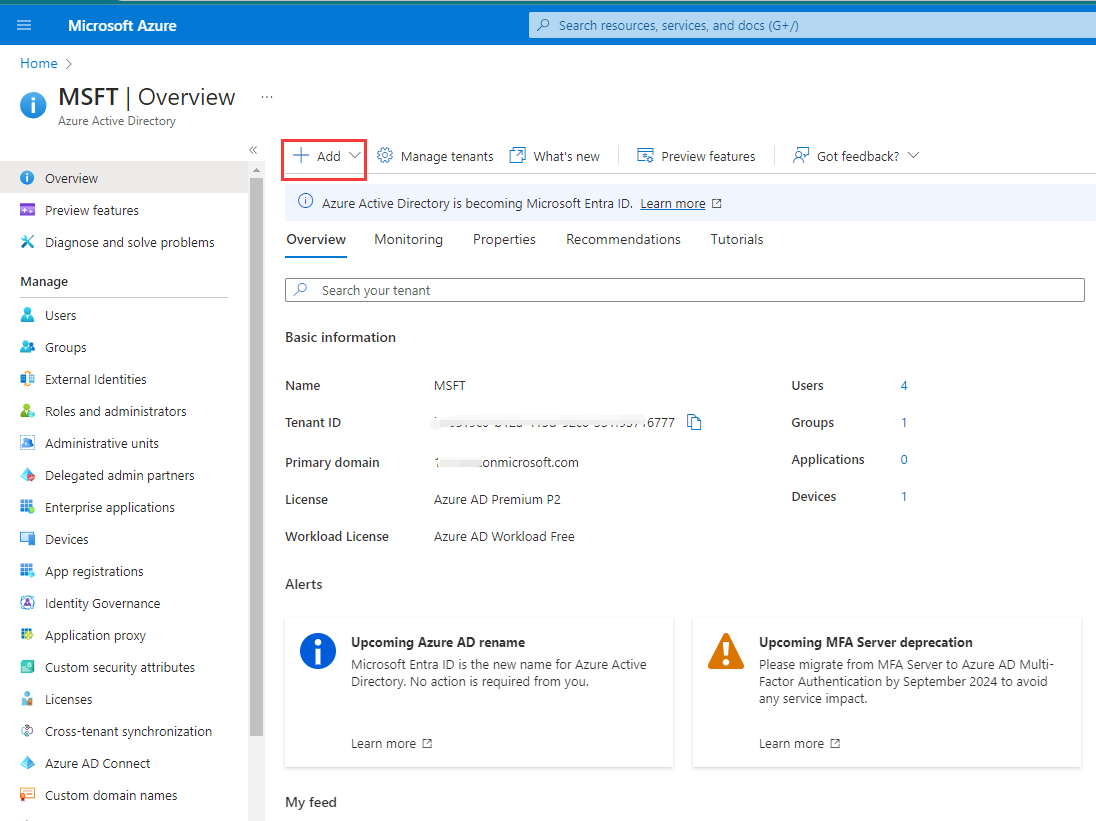 Microsoft Azure
Search resources, services, and docs (G+/)
Home
MSFT | Overview
Azure Active Directory
Add
Manage tenants
What's new
Preview features
Got feedback?
Overview
Preview features
Diagnose and solve problems
Manage
Users
Groups
External Identities
Roles and administrators
Administrative units
Delegated admin partners
Enterprise applications
Devices
App registrations
Identity Governance
Application proxy
Custom security attributes
Licenses
Cross-tenant synchronization
Azure AD Connect
Custom domain names
Azure Active Directory is becoming Microsoft Entra ID. Learn more
Overview
Monitoring
Properties
Recommendations
Tutorials
Search your tenant
Basic information
Name MSFT
Tenant ID 6777
Primary domain .onmicrosoft.com
License Azure AD Premium P2
Workload License Azure AD Workload Free
Users 4
Groups 1
Applications 0
Devices 1
Alerts
Upcoming Azure AD rename
Microsoft Entra ID is the new name for Azure Active
Directory. No action is required from you.
Learn more
Upcoming MFA Server deprecation
Please migrate from MFA Server to Azure AD Multi-
Factor Authentication by September 2024 to avoid
any service impact.
Learn more
My feed